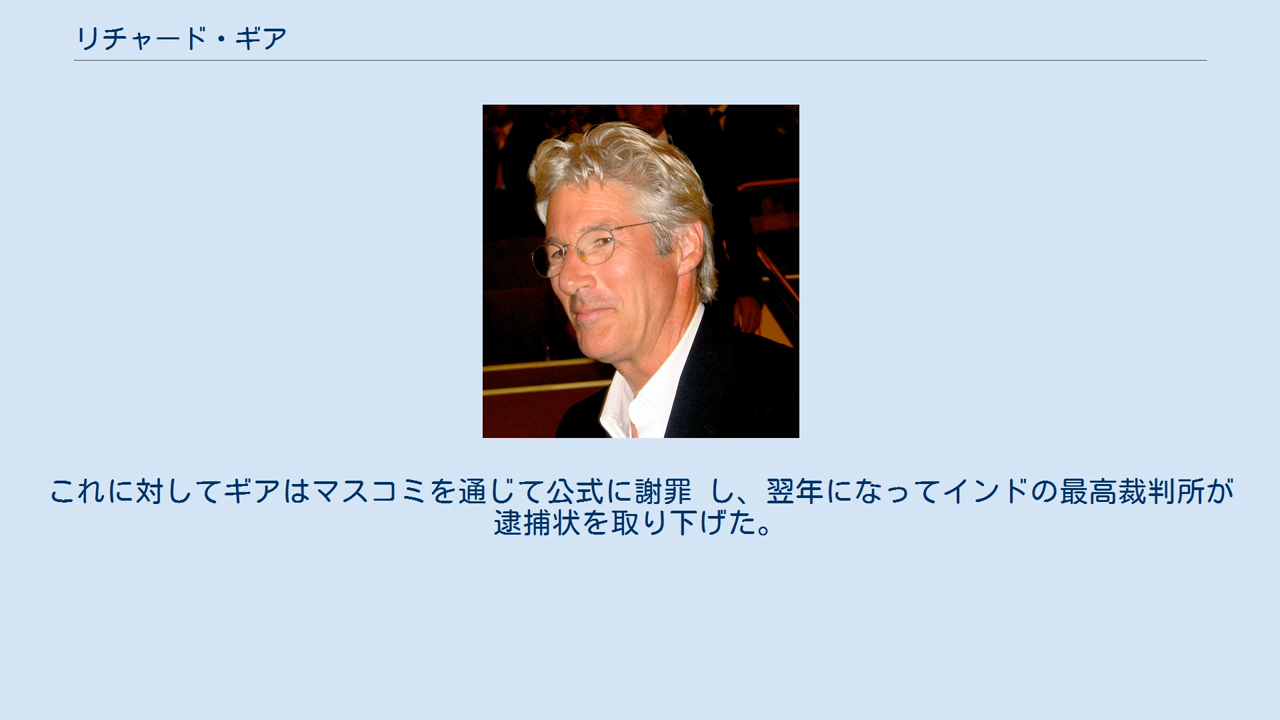 リチャード・ギア
これに対してギアはマスコミを通じて公式に謝罪 し、翌年になってインドの最高裁判所が
逮捕状を取り下げた。